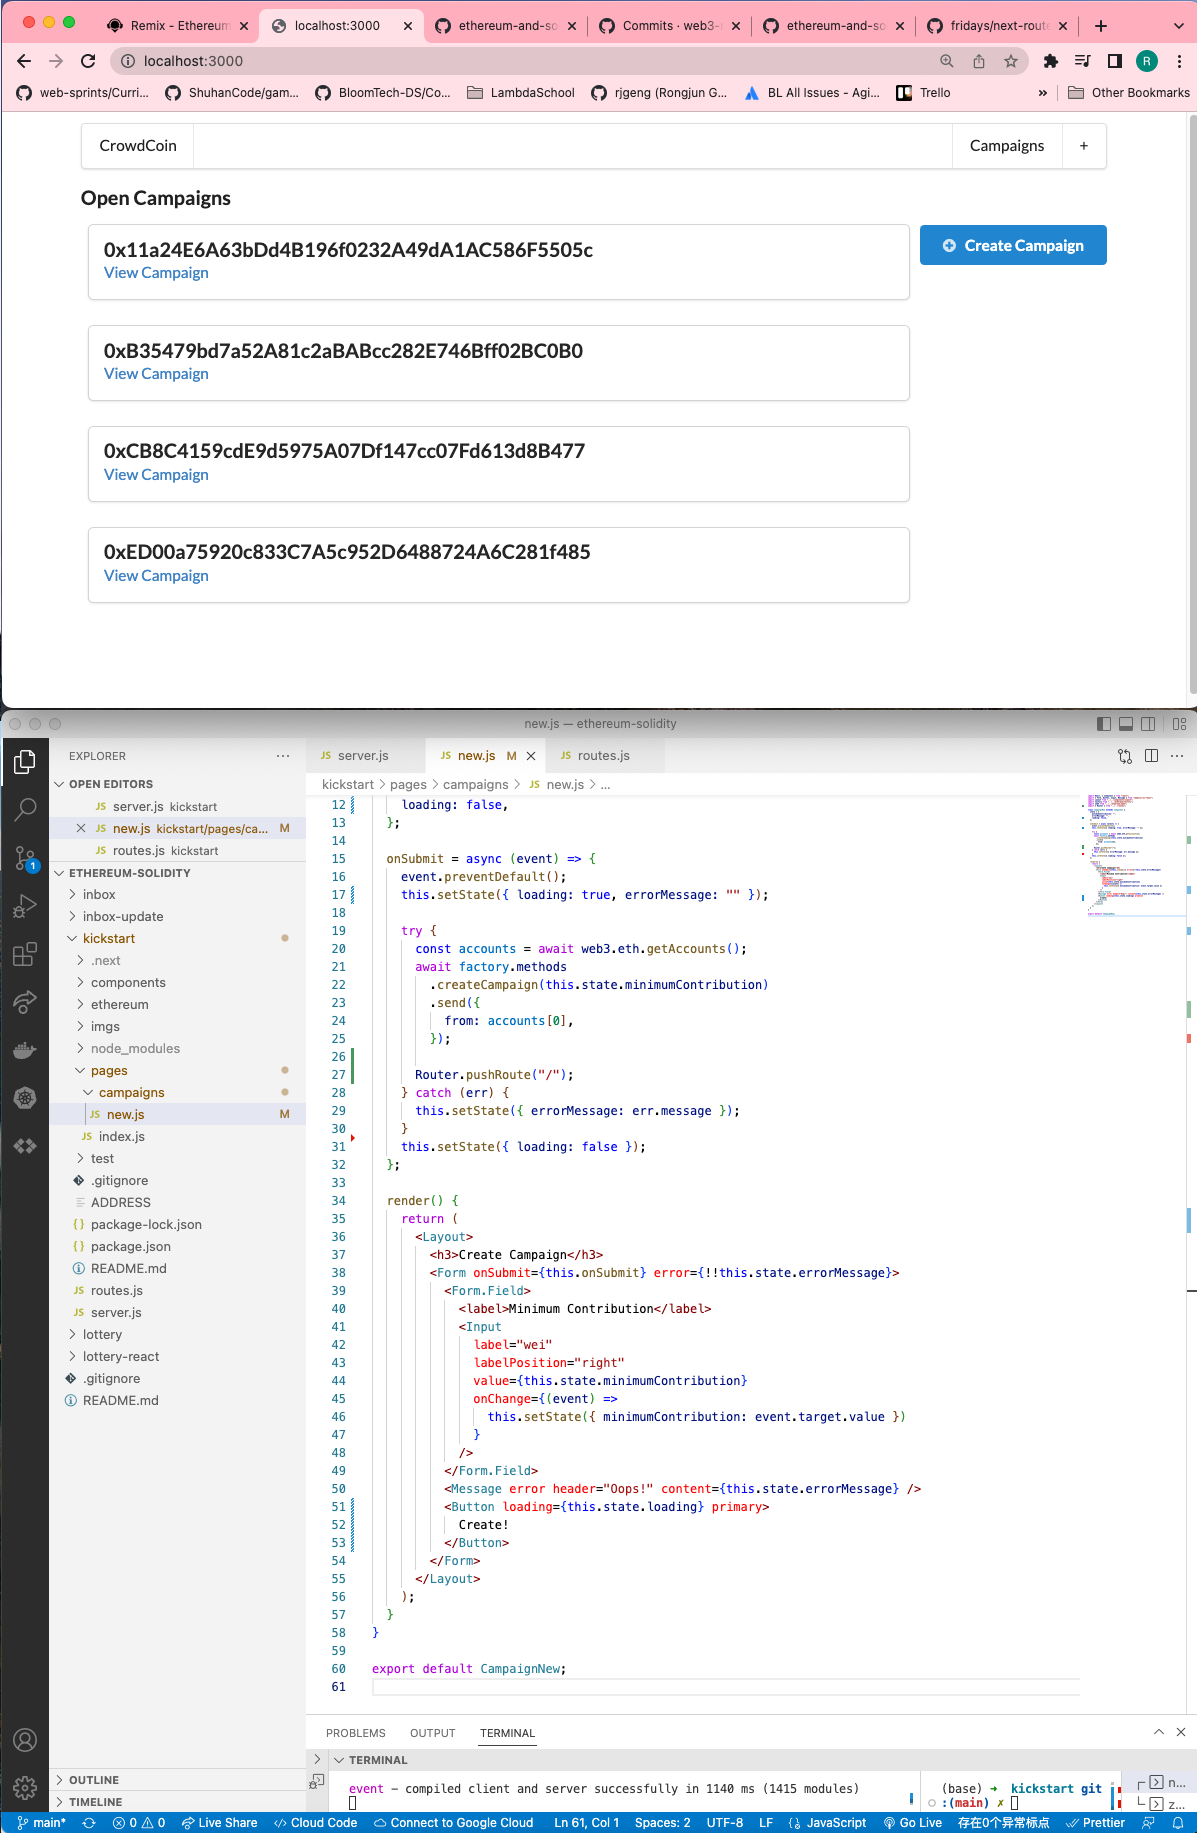 Remix - Ethereum
localhost:3000
ethereum-and-so
Commits · web3-
ethereum-and-so
fridays/next-route
localhost:3000
R
web-sprints/Curri...
ShuhanCode/gam...
BloomTech-DS/Co...
LambdaSchool
rjgeng (Rongjun G...
BL All Issues - Agi...
Trello
»
Other Bookmarks
CrowdCoin
Campaigns
+
Open Campaigns
0x11a24E6A63bDd4B196f0232A49dA1AC586F5505c
View Campaign
Create Campaign
0xB35479bd7a52A81c2aBABcc282E746Bff02BC0B0
View Campaign
0xCB8C4159cdE9d5975A07Df147cc07Fd613d8B477
View Campaign
0xED00a75920c833C7A5c952D6488724A6C281f485
View Campaign
new.js — ethereum-solidity
EXPLORER
OPEN EDITORS
JS server.js kickstart
JS new.js kickstart/pages/ca... M
JS routes.js kickstart
ETHEREUM-SOLIDITY
inbox
inbox-update
kickstart
.next
components
ethereum
imgs
node_modules
pages
campaigns
JS new.js M
JS index.js
test
.gitignore
ADDRESS
{} package-lock.json
{} package.json
README.md
JS routes.js
JS server.js
lottery
lottery-react
.gitignore
README.md
OUTLINE
TIMELINE
1
JS server.js
JS new.js M
JS routes.js
kickstart > pages > campaigns > JS new.js > ...
12 loading: false,
13 };
14
15 onSubmit = async (event) => {
16 event.preventDefault();
17 this.setState({ loading: true, errorMessage: "" });
18
19 try {
20 const accounts = await web3.eth.getAccounts();
21 await factory.methods
22 .createCampaign(this.state.minimumContribution)
23 .send({
24 from: accounts[0],
25 });
26
27 Router.pushRoute("/");
28 } catch (err) {
29 this.setState({ errorMessage: err.message });
30 }
31 this.setState({ loading: false });
32 };
33
34 render() {
35 return (
36 <Layout>
37 <h3>Create Campaign</h3>
38 <Form onSubmit={this.onSubmit} error={!!this.state.errorMessage}>
39 <Form.Field>
40 <label>Minimum Contribution</label>
41 <Input
42 label="wei"
43 labelPosition="right"
44 value={this.state.minimumContribution}
45 onChange={(event) =>
46 this.setState({ minimumContribution: event.target.value })
47 }
48 />
49 </Form.Field>
50 <Message error header="Oops!" content={this.state.errorMessage} />
51 <Button loading={this.state.loading} primary>
52 Create!
53 </Button>
54 </Form>
55 </Layout>
56 );
57 }
58 }
59
60 export default CampaignNew;
61
PROBLEMS
OUTPUT
TERMINAL
TERMINAL
event - compiled client and server successfully in 1140 ms (1415 modules)
(base) ➜ kickstart git
:(main) ✗
n...
z...
main*
0 0
Live Share
Cloud Code
Connect to Google Cloud
Ln 61, Col 1
Spaces: 2
UTF-8
LF
JavaScript
Go Live
存在0个异常标点
Prettier